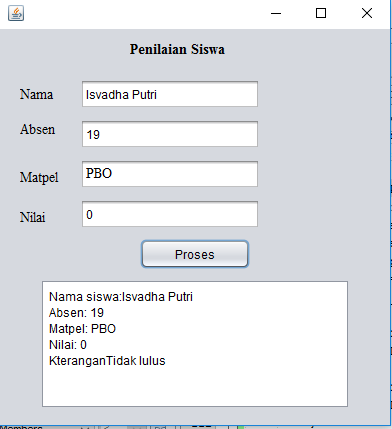 Penilaian Siswa
Nama Isvadha Putri
Absen 19
Matpel PBO
Nilai 0
Proses
Nama siswa:Isvadha Putri
Absen: 19
Matpel: PBO
Nilai: 0
KteranganTidak lulus